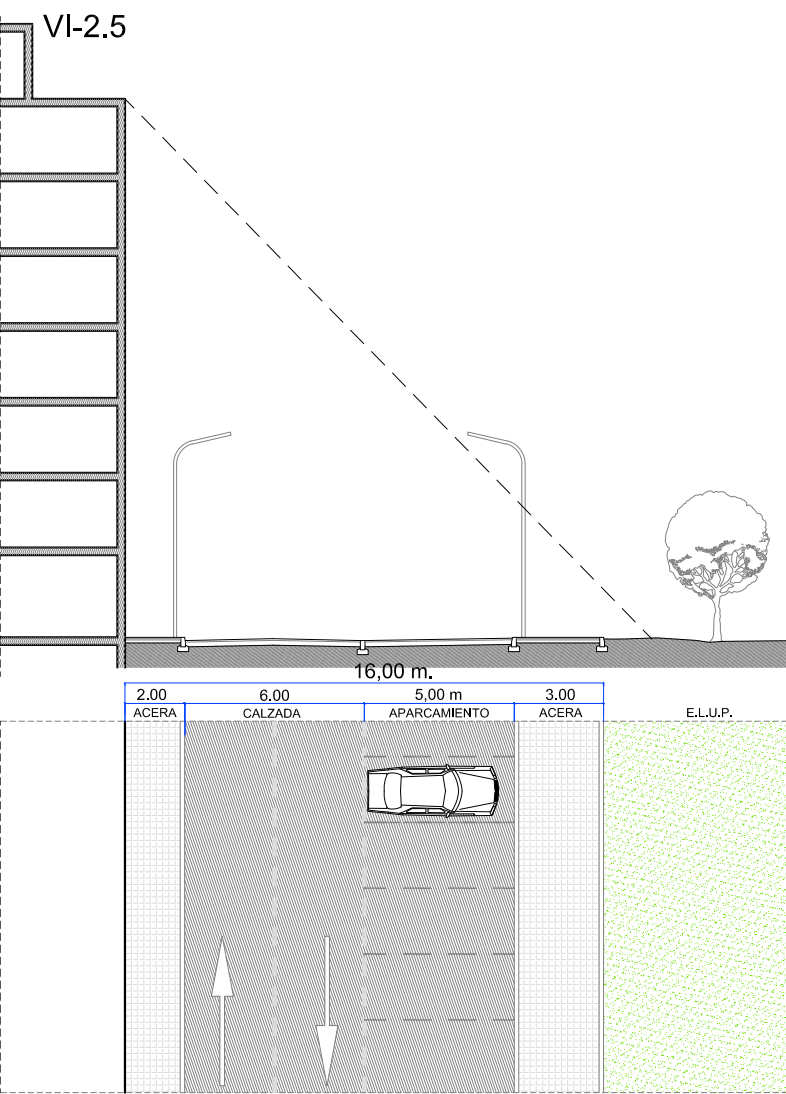 VI-2.5
16,00 m.
2.00 6.00 5,00 m 3.00
ACERA CALZADA APARCAMIENTO ACERA E.L.U.P.